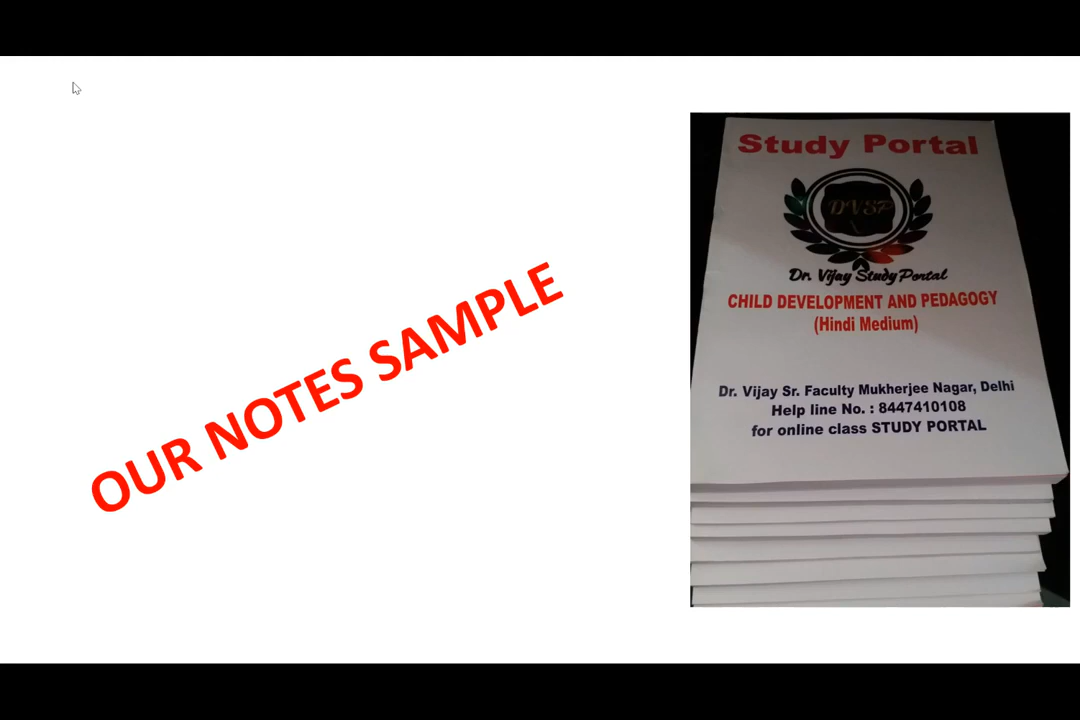 OUR NOTES SAMPLE
Study Portal
DVSP
Dr. Vijay Study Portal
CHILD DEVELOPMENT AND PEDAGOGY
(Hindi Medium)
Dr. Vijay Sr. Faculty Mukherjee Nagar, Delhi
Help line No. : 8447410108
for online class STUDY PORTAL